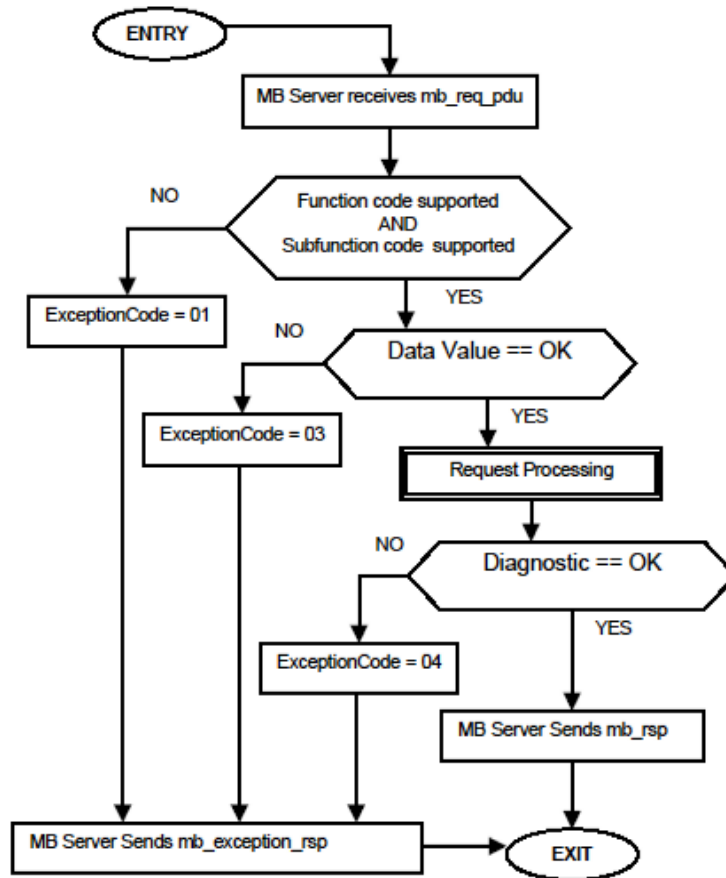 ENTRY
MB Server receives mb_req_pdu
NO
Function code supported
AND
Subfunction code supported
YES
ExceptionCode = 01
NO
Data Value == OK
YES
ExceptionCode = 03
Request Processing
NO
Diagnostic == OK
YES
ExceptionCode = 04
MB Server Sends mb_rsp
MB Server Sends mb_exception_rsp
EXIT